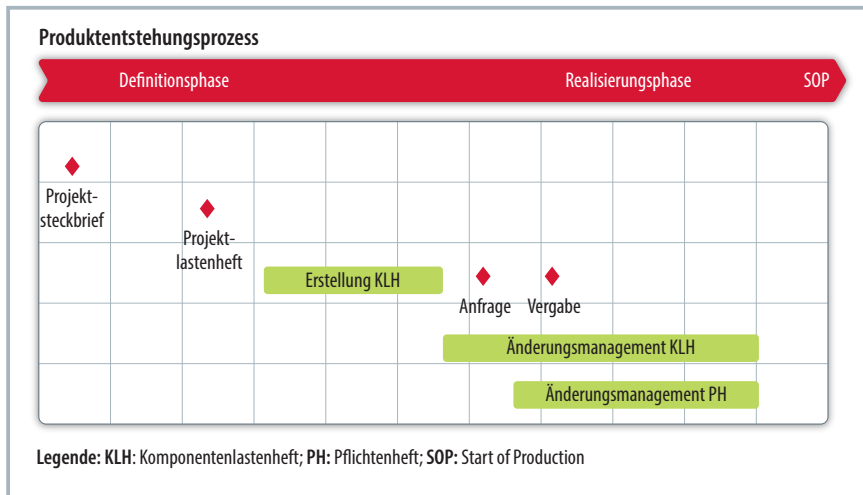 Produktentstehungsprozess
Definitionsphase Realisierungsphase SOP
Projekt-
steckbrief
Projekt-
lastenheft
Erstellung KLH
Anfrage Vergabe
Änderungsmanagement KLH
Änderungsmanagement PH
Legende: KLH: Komponentenlastenheft; PH: Pflichtenheft; SOP: Start of Production